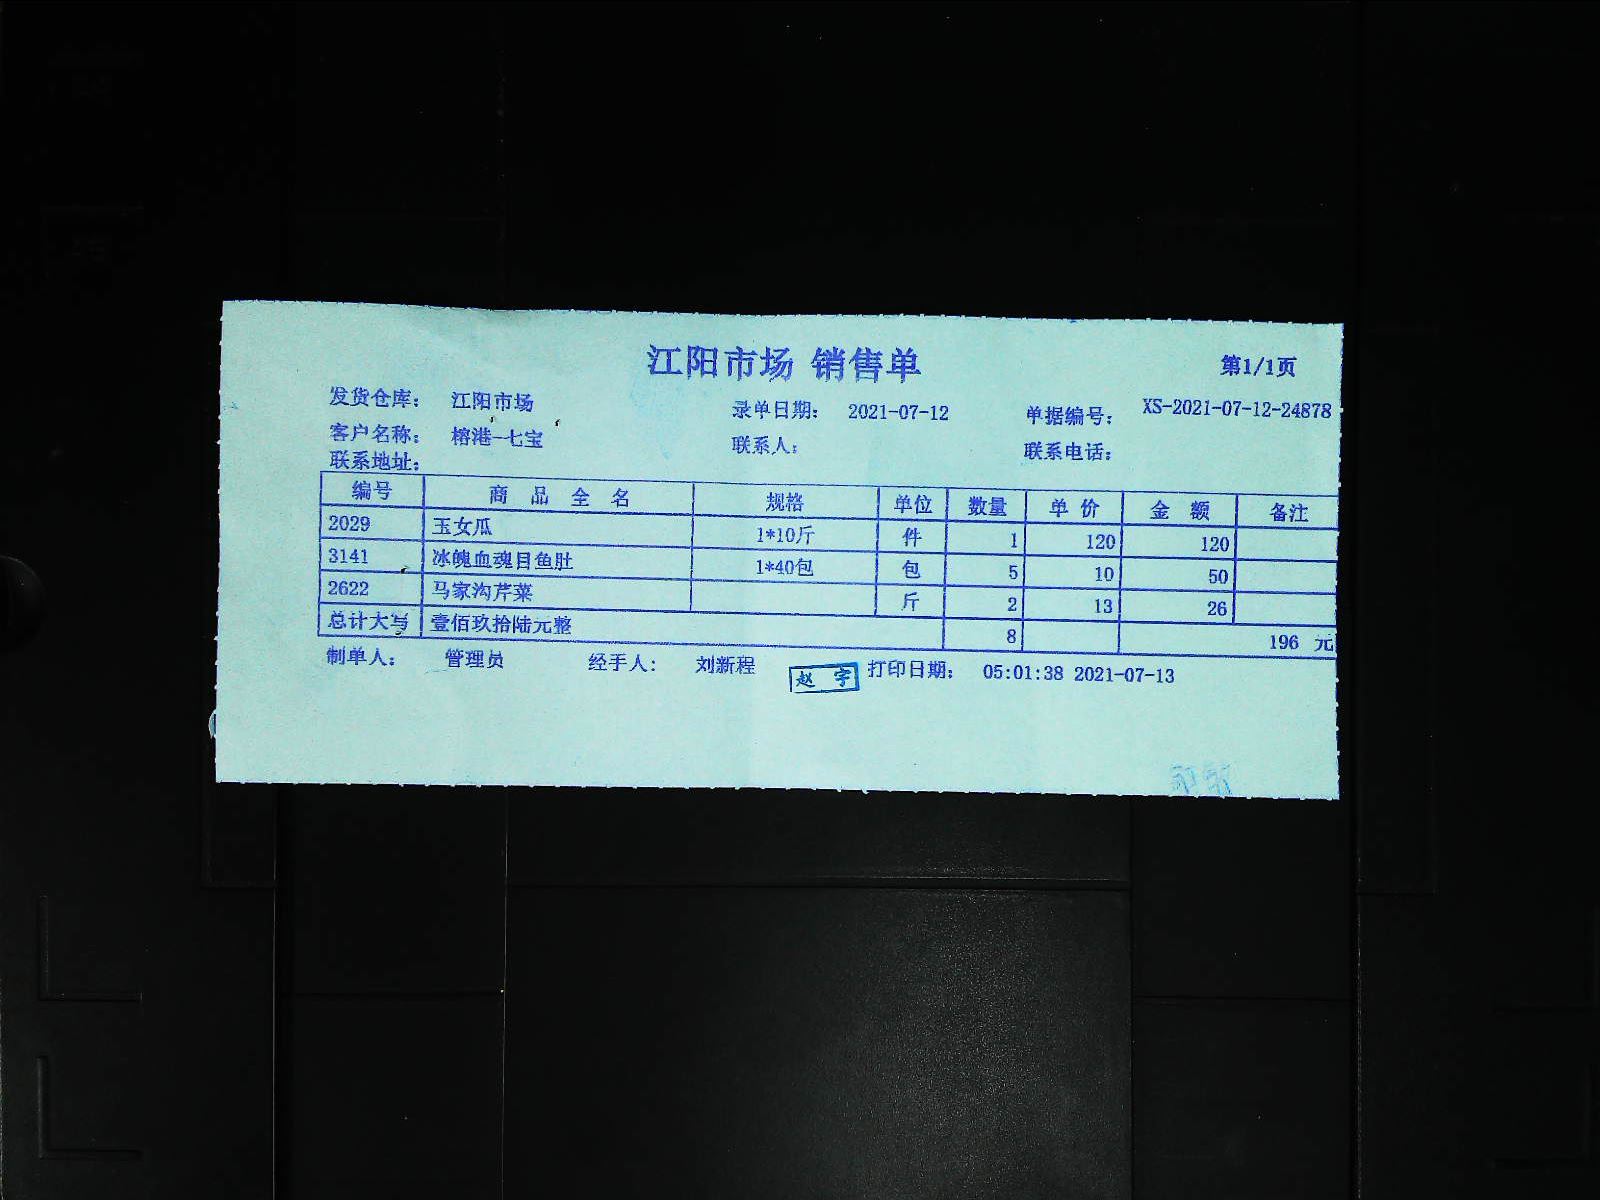 江阳市场 销售单
第1/1页
发货仓库： 江阳市场 录单日期： 2021-07-12 单据编号： XS-2021-07-12-24878
客户名称： 榕港-七宝 联系人： 联系电话：
联系地址：
编号 商品全名 规格 单位 数量 单价 金额 备注
2029 玉女瓜 1*10斤 件 1 120 120
3141 冰魄血魂目鱼肚 1*40包 包 5 10 50
2622 马家沟芹菜 斤 2 13 26
总计大写 壹佰玖拾陆元整 8 196 元
制单人： 管理员 经手人： 刘新程 赵宇 打印日期： 05:01:38 2021-07-13